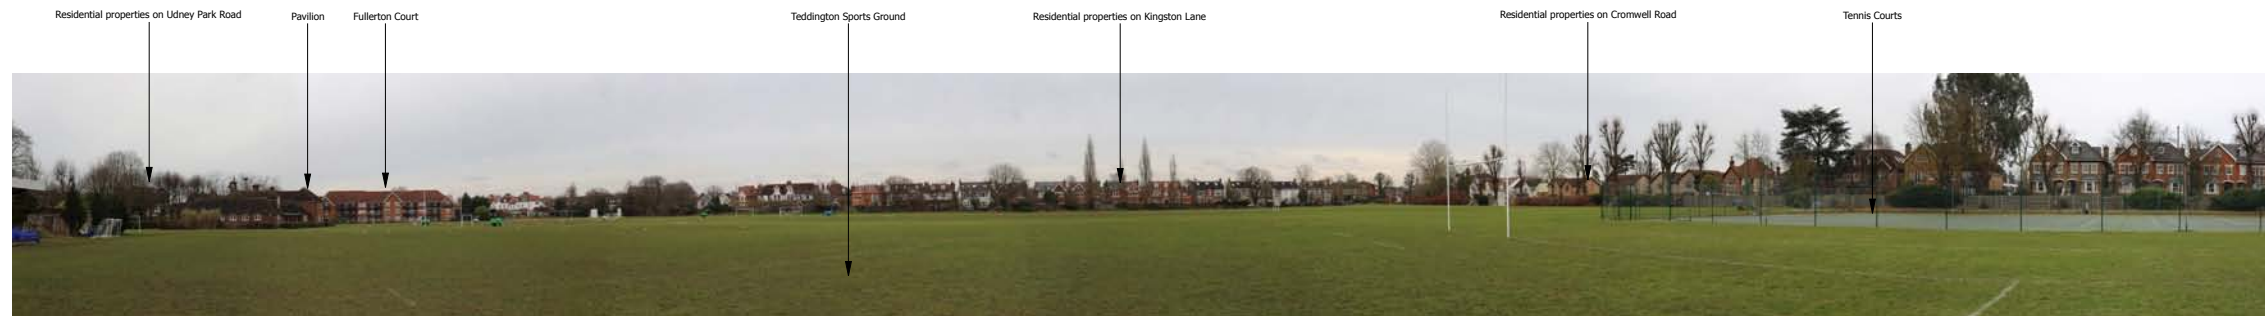 Residential properties on Udney Park Road
Pavilion
Fullerton Court
Teddington Sports Ground
Residential properties on Kingston Lane
Residential properties on Cromwell Road
Tennis Courts